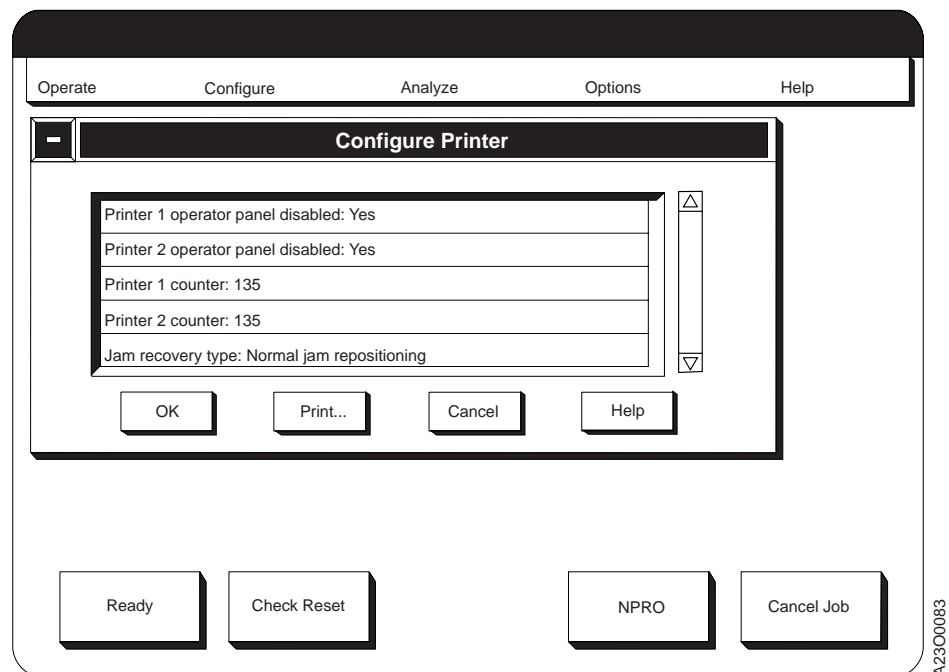 Operate Configure Analyze Options Help
Configure Printer
Printer 1 operator panel disabled: Yes
Printer 2 operator panel disabled: Yes
Printer 1 counter: 135
Printer 2 counter: 135
Jam recovery type: Normal jam repositioning
OK Print... Cancel Help
Ready Check Reset NPRO Cancel Job
A23O0083